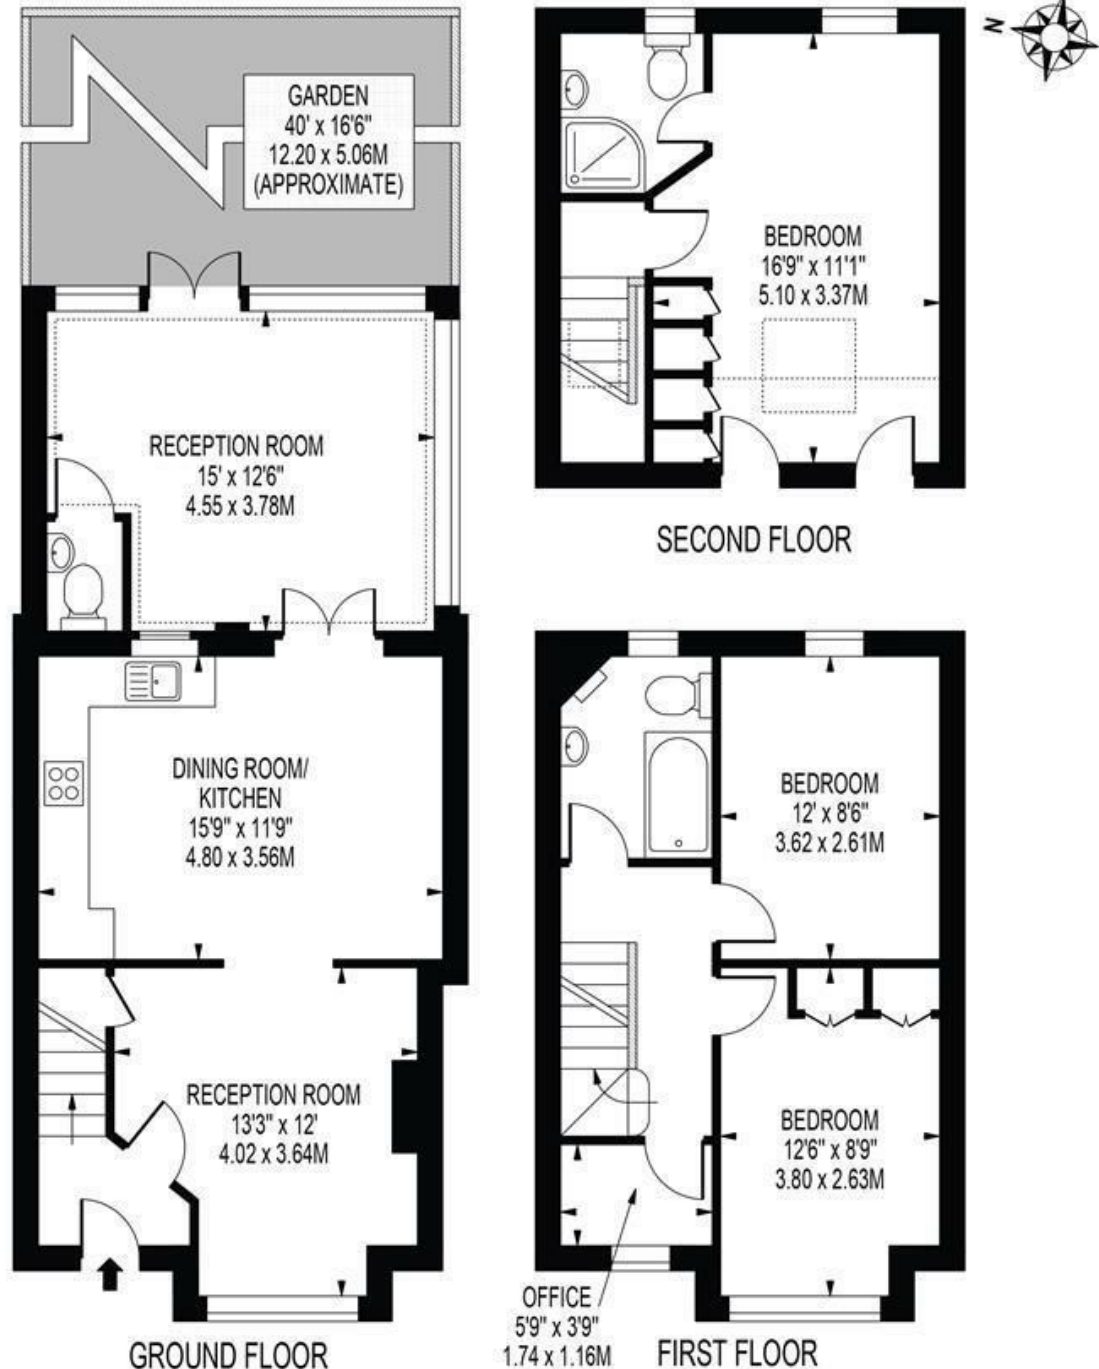 GARDEN
40' x 16'6"
12.20 x 5.06M
(APPROXIMATE)
RECEPTION ROOM
15' x 12'6"
4.55 x 3.78M
DINING ROOM/
KITCHEN
15'9" x 11'9"
4.80 x 3.56M
RECEPTION ROOM
13'3" x 12'
4.02 x 3.64M
GROUND FLOOR
N
BEDROOM
16'9" x 11'1"
5.10 x 3.37M
SECOND FLOOR
BEDROOM
12' x 8'6"
3.62 x 2.61M
BEDROOM
12'6" x 8'9"
3.80 x 2.63M
OFFICE
5'9" x 3'9"
1.74 x 1.16M
FIRST FLOOR